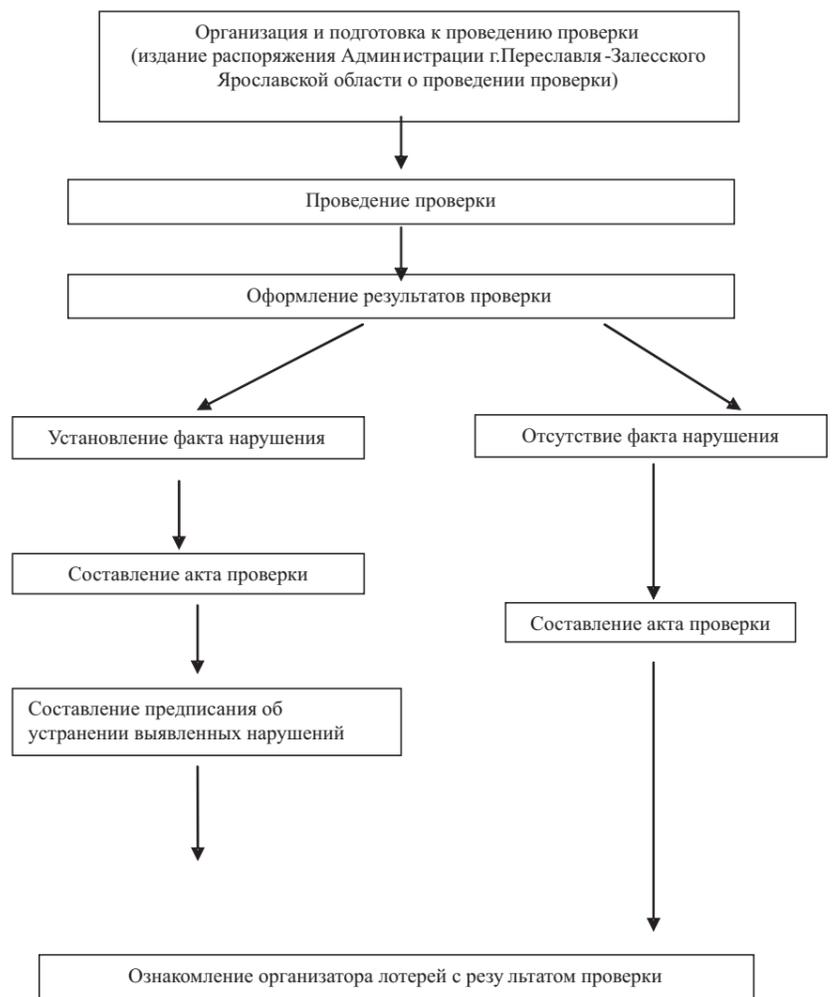 Организация и подготовка к проведению проверки
(издание распоряжения Администрации г.Переславля-Залесского
Ярославской области о проведении проверки)
Проведение проверки
Оформление результатов проверки
Установление факта нарушения
Отсутствие факта нарушения
Составление акта проверки
Составление акта проверки
Составление предписания об
устранении выявленных нарушений
Ознакомление организатора лотерей с резу льтатом проверки